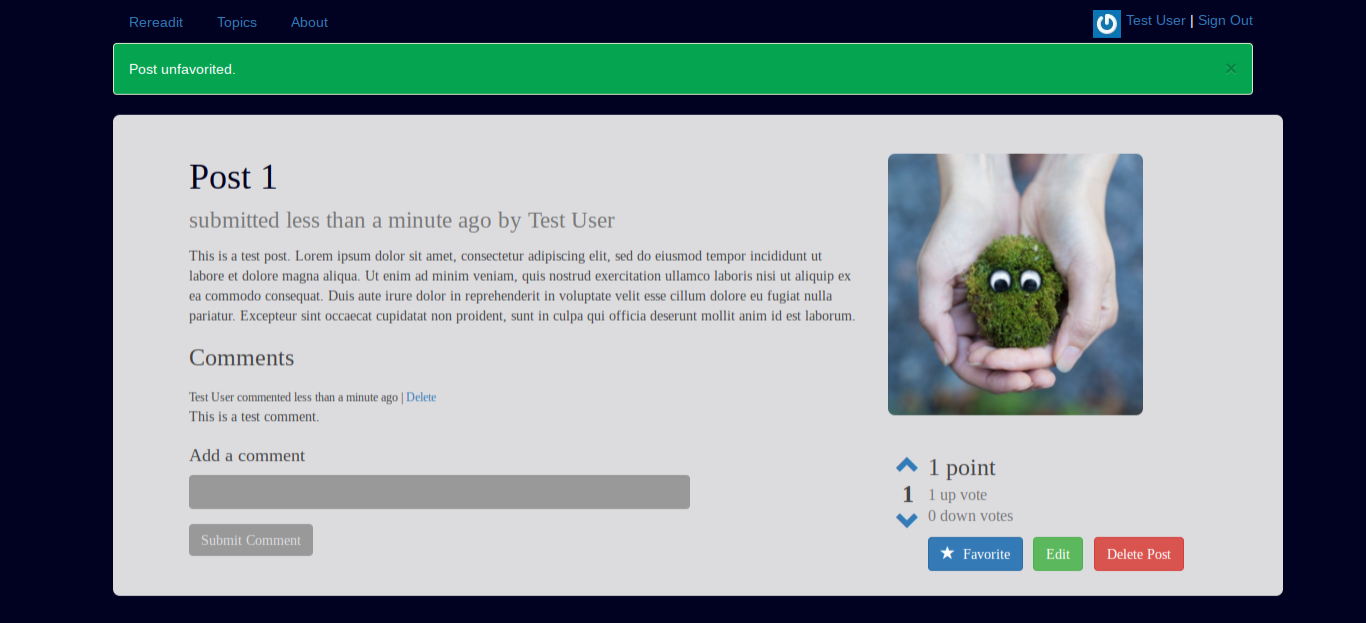 Rereadit Topics About Test User | Sign Out
Post unfavorited. ×
Post 1
submitted less than a minute ago by Test User
This is a test post. Lorem ipsum dolor sit amet, consectetur adipiscing elit, sed do eiusmod tempor incididunt ut
labore et dolore magna aliqua. Ut enim ad minim veniam, quis nostrud exercitation ullamco laboris nisi ut aliquip ex
ea commodo consequat. Duis aute irure dolor in reprehenderit in voluptate velit esse cillum dolore eu fugiat nulla
pariatur. Excepteur sint occaecat cupidatat non proident, sunt in culpa qui officia deserunt mollit anim id est laborum.
Comments
Test User commented less than a minute ago | Delete
This is a test comment.
Add a comment
Submit Comment
1
1 point
1 up vote
0 down votes
Favorite Edit Delete Post